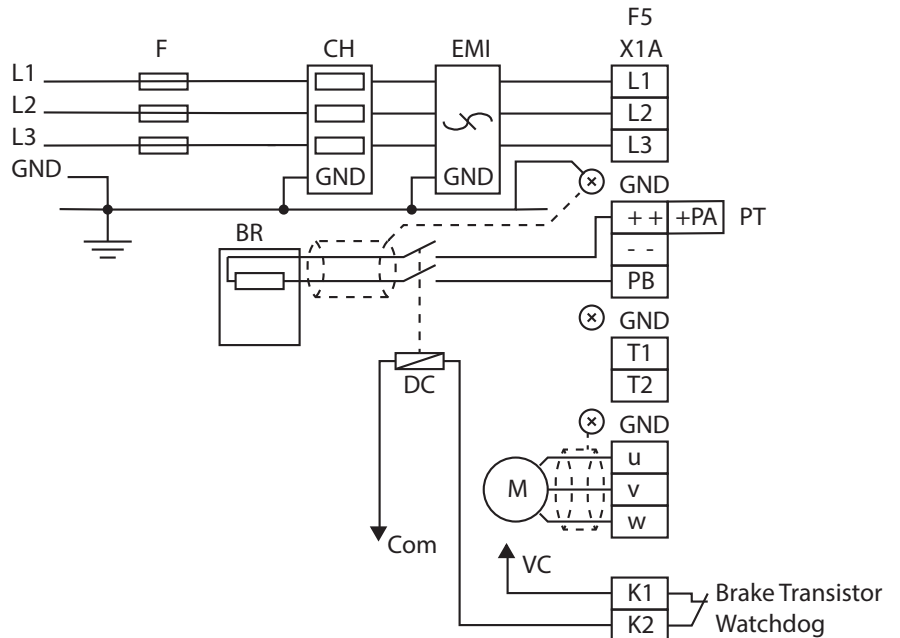 F5
F CH EMI X1A
L1 L1
L2 L2
L3 L3
GND GND GND GND
++ +PA PT
BR - -
PB
GND
T1
DC T2
GND
u
M v
w
Com VC
K1 Brake Transistor
K2 Watchdog